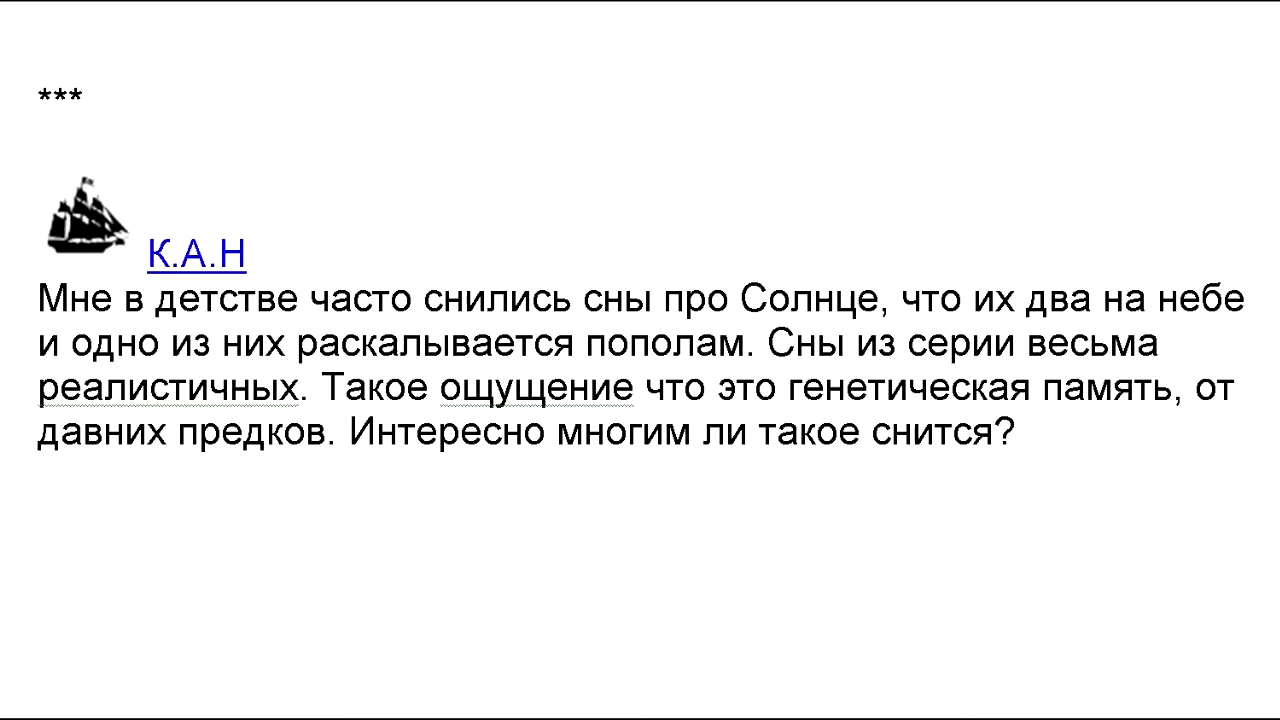 ***
К.А.Н
Мне в детстве часто снились сны про Солнце, что их два на небе
и одно из них раскалывается пополам. Сны из серии весьма
реалистичных. Такое ощущение что это генетическая память, от
давних предков. Интересно многим ли такое снится?